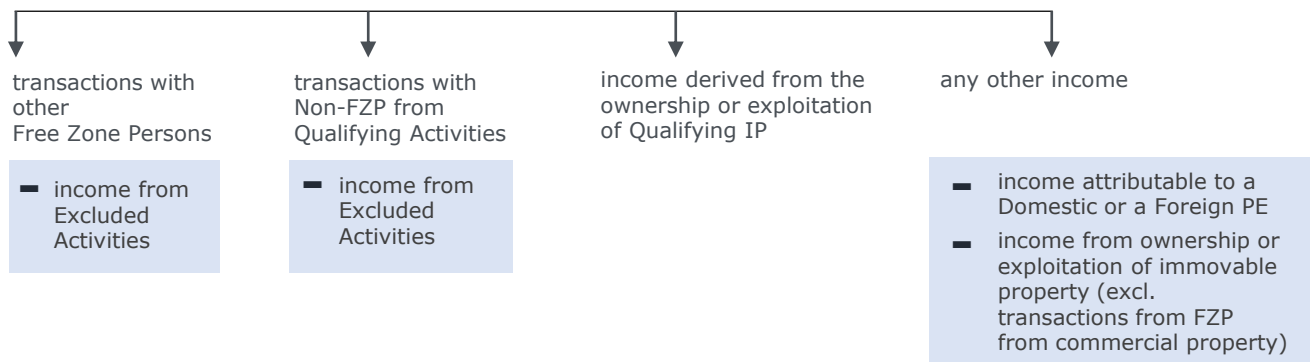 transactions with
other
Free Zone Persons
– income from
Excluded
Activities
transactions with
Non-FZP from
Qualifying Activities
– income from
Excluded
Activities
income derived from the
ownership or exploitation
of Qualifying IP
any other income
– income attributable to a
Domestic or a Foreign PE
– income from ownership or
exploitation of immovable
property (excl.
transactions from FZP
from commercial property)